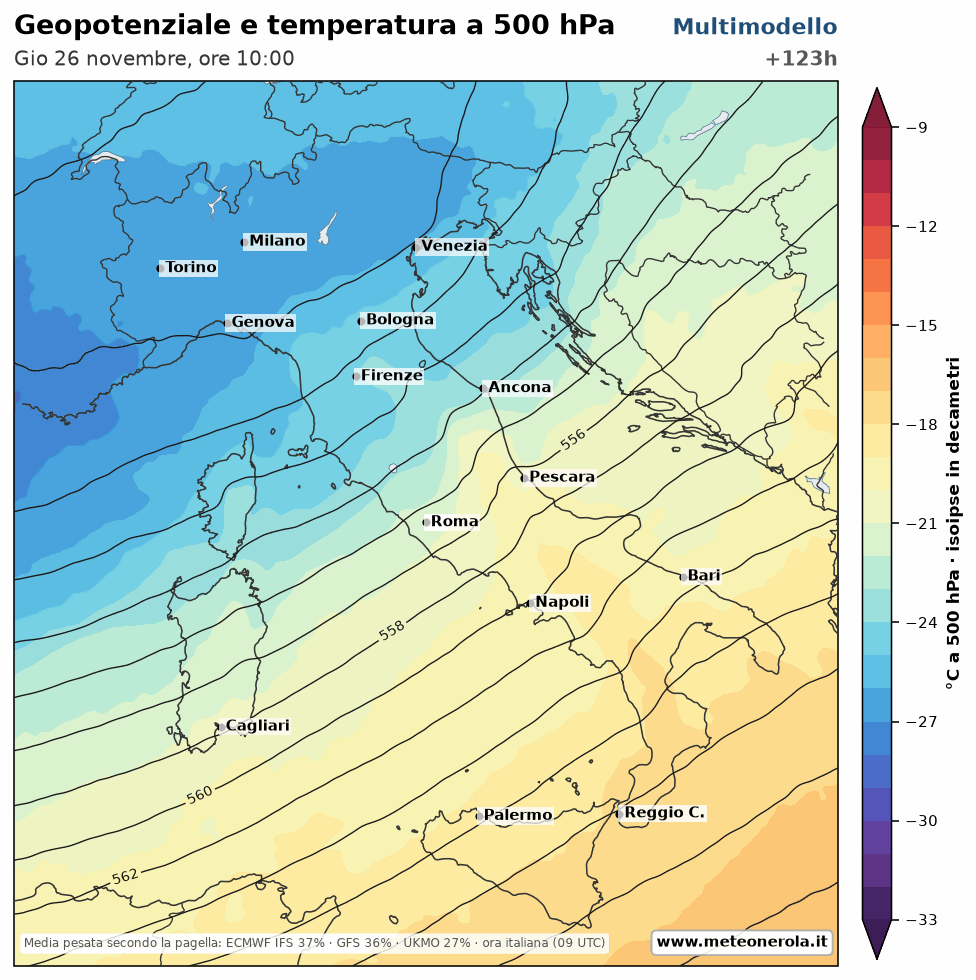 Geopotenziale e temperatura a 500 hPa
Multimodello
Gio 26 novembre, ore 10:00
+123h
Milano
Venezia
Torino
Genova
Bologna
Firenze
Ancona
556
Pescara
Roma
Bari
Napoli
558
Cagliari
560
Palermo
Reggio C.
562
Media pesata secondo la pagella: ECMWF IFS 37% · GFS 36% · UKMO 27% · ora italiana (09 UTC)
www.meteonerola.it
−9
−12
−15
−18
−21
−24
−27
−30
−33
°C a 500 hPa · isoipse in decametri